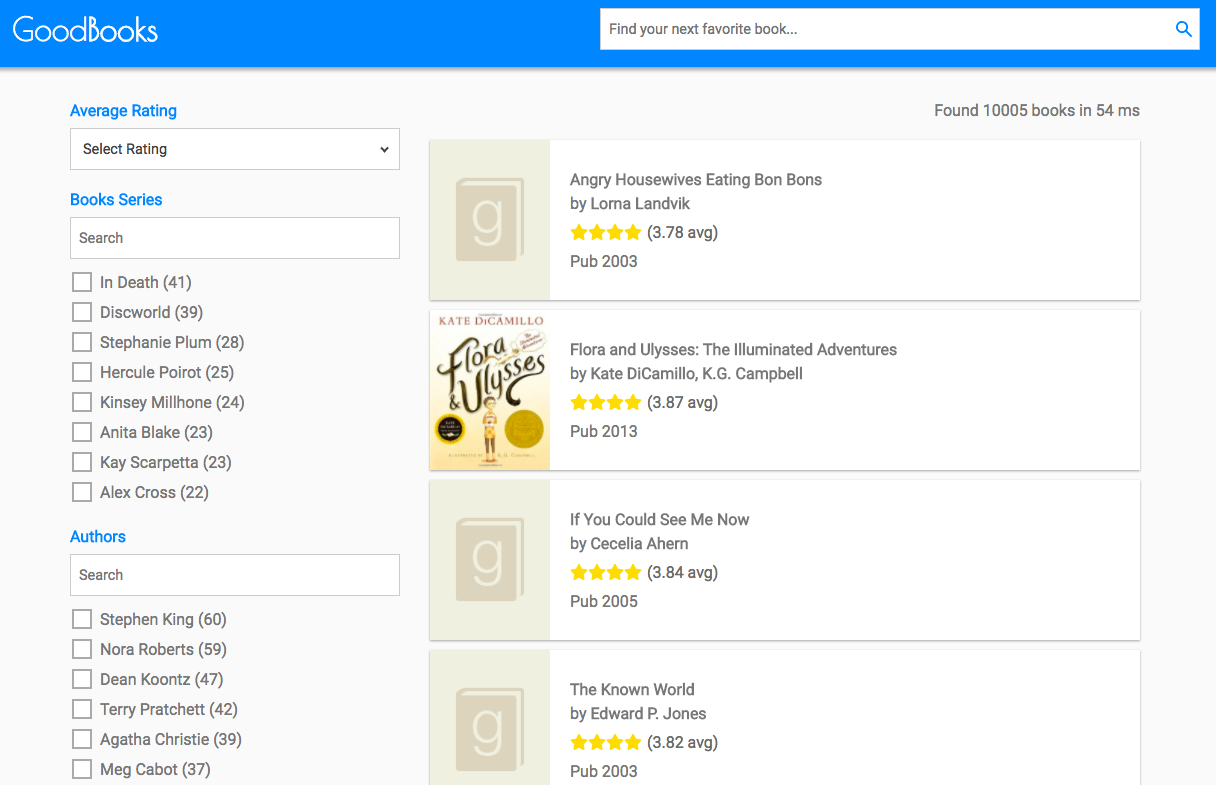 GoodBooks
Find your next favorite book...
Average Rating
Select Rating
Books Series
Search
In Death (41)
Discworld (39)
Stephanie Plum (28)
Hercule Poirot (25)
Kinsey Millhone (24)
Anita Blake (23)
Kay Scarpetta (23)
Alex Cross (22)
Authors
Search
Stephen King (60)
Nora Roberts (59)
Dean Koontz (47)
Terry Pratchett (42)
Agatha Christie (39)
Meg Cabot (37)
Found 10005 books in 54 ms
g
Angry Housewives Eating Bon Bons
by Lorna Landvik
(3.78 avg)
Pub 2003
KATE DICAMILLO
Flora
& Ulysses
Flora and Ulysses: The Illuminated Adventures
by Kate DiCamillo, K.G. Campbell
(3.87 avg)
Pub 2013
g
If You Could See Me Now
by Cecelia Ahern
(3.84 avg)
Pub 2005
g
The Known World
by Edward P. Jones
(3.82 avg)
Pub 2003